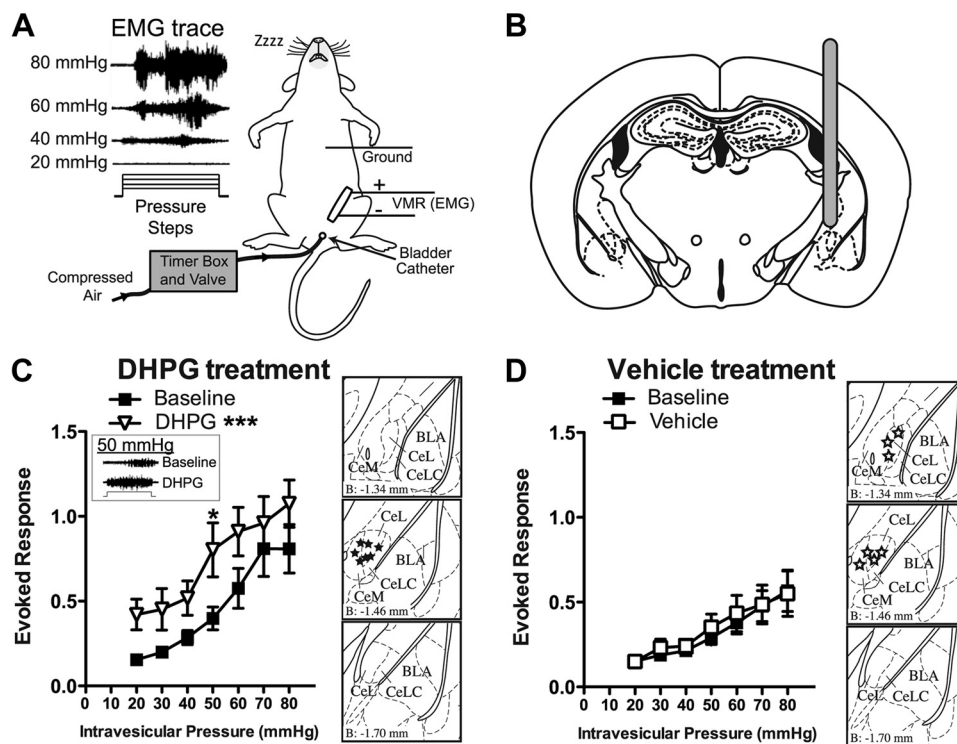 A
EMG trace
80 mmHg
60 mmHg
40 mmHg
20 mmHg
Pressure
Steps
Zzzz
Ground
+
VMR (EMG)
-
Bladder
Catheter
Timer Box
and Valve
Compressed
Air
B
C
DHPG treatment
Baseline
DHPG ***
50 mmHg
Baseline
DHPG
*
Evoked Response
1.5
1.0
0.5
0.0
20 30 40 50 60 70 80
Intravesicular Pressure (mmHg)
BLA
CeL
CeM
CeLC
B: -1.34 mm
CeL
BLA
CeLC
CeM
B: -1.46 mm
BLA
CeL
CeLC
B: -1.70 mm
D
Vehicle treatment
Baseline
Vehicle
Evoked Response
1.5
1.0
0.5
0.0
20 30 40 50 60 70 80
Intravesicular Pressure (mmHg)
BLA
CeL
CeM
CeLC
B: -1.34 mm
CeL
BLA
CeLC
CeM
B: -1.46 mm
BLA
CeL
CeLC
B: -1.70 mm